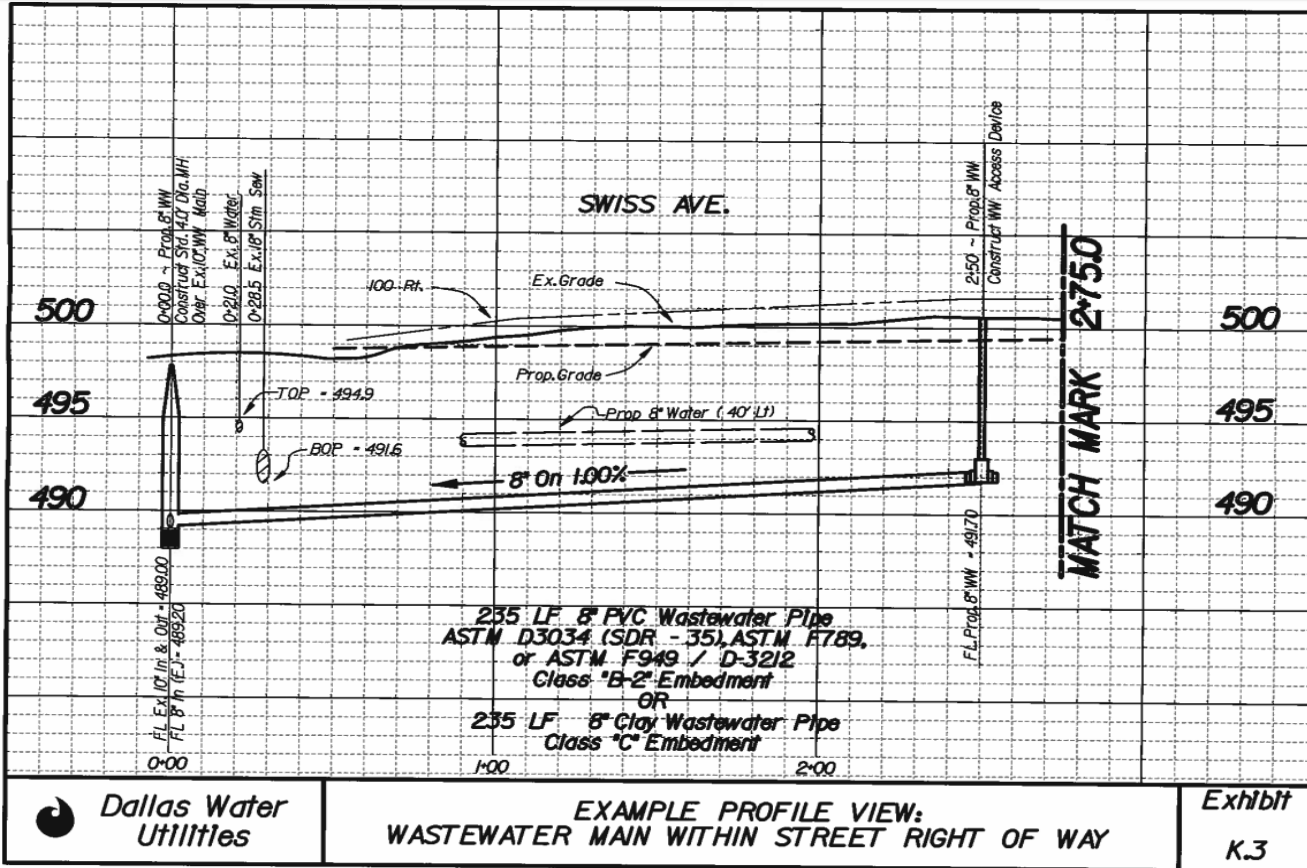 0+00.0 ~ Prop. 8" WW
Construct Std. 4.0' Dia. MH
Over Ex. 10" WW Main
0+21.0 Ex. 8" Water
0+28.5 Ex. 18" Stm Sew
SWISS AVE.
2+50 ~ Prop. 8" WW
Construct WW Access Device
100 Rt.
Ex. Grade
500
500
Prop. Grade
MATCH MARK 2+75.0
TOP = 494.9
495
Prop 8" Water ( 40' Lt)
495
BOP = 491.6
8" On 1.00%
490
490
FL Ex. 10" In & Out = 489.00
FL 8" In (E) = 489.20
FL Prop. 8" WW = 491.70
235 LF 8" PVC Wastewater Pipe
ASTM D3034 (SDR - 35), ASTM F789,
or ASTM F949 / D-3212
Class "B-2" Embedment
OR
235 LF 8" Clay Wastewater Pipe
Class "C" Embedment
0+00
1+00
2+00
Dallas Water
Utilities
EXAMPLE PROFILE VIEW:
WASTEWATER MAIN WITHIN STREET RIGHT OF WAY
Exhibit
K.3